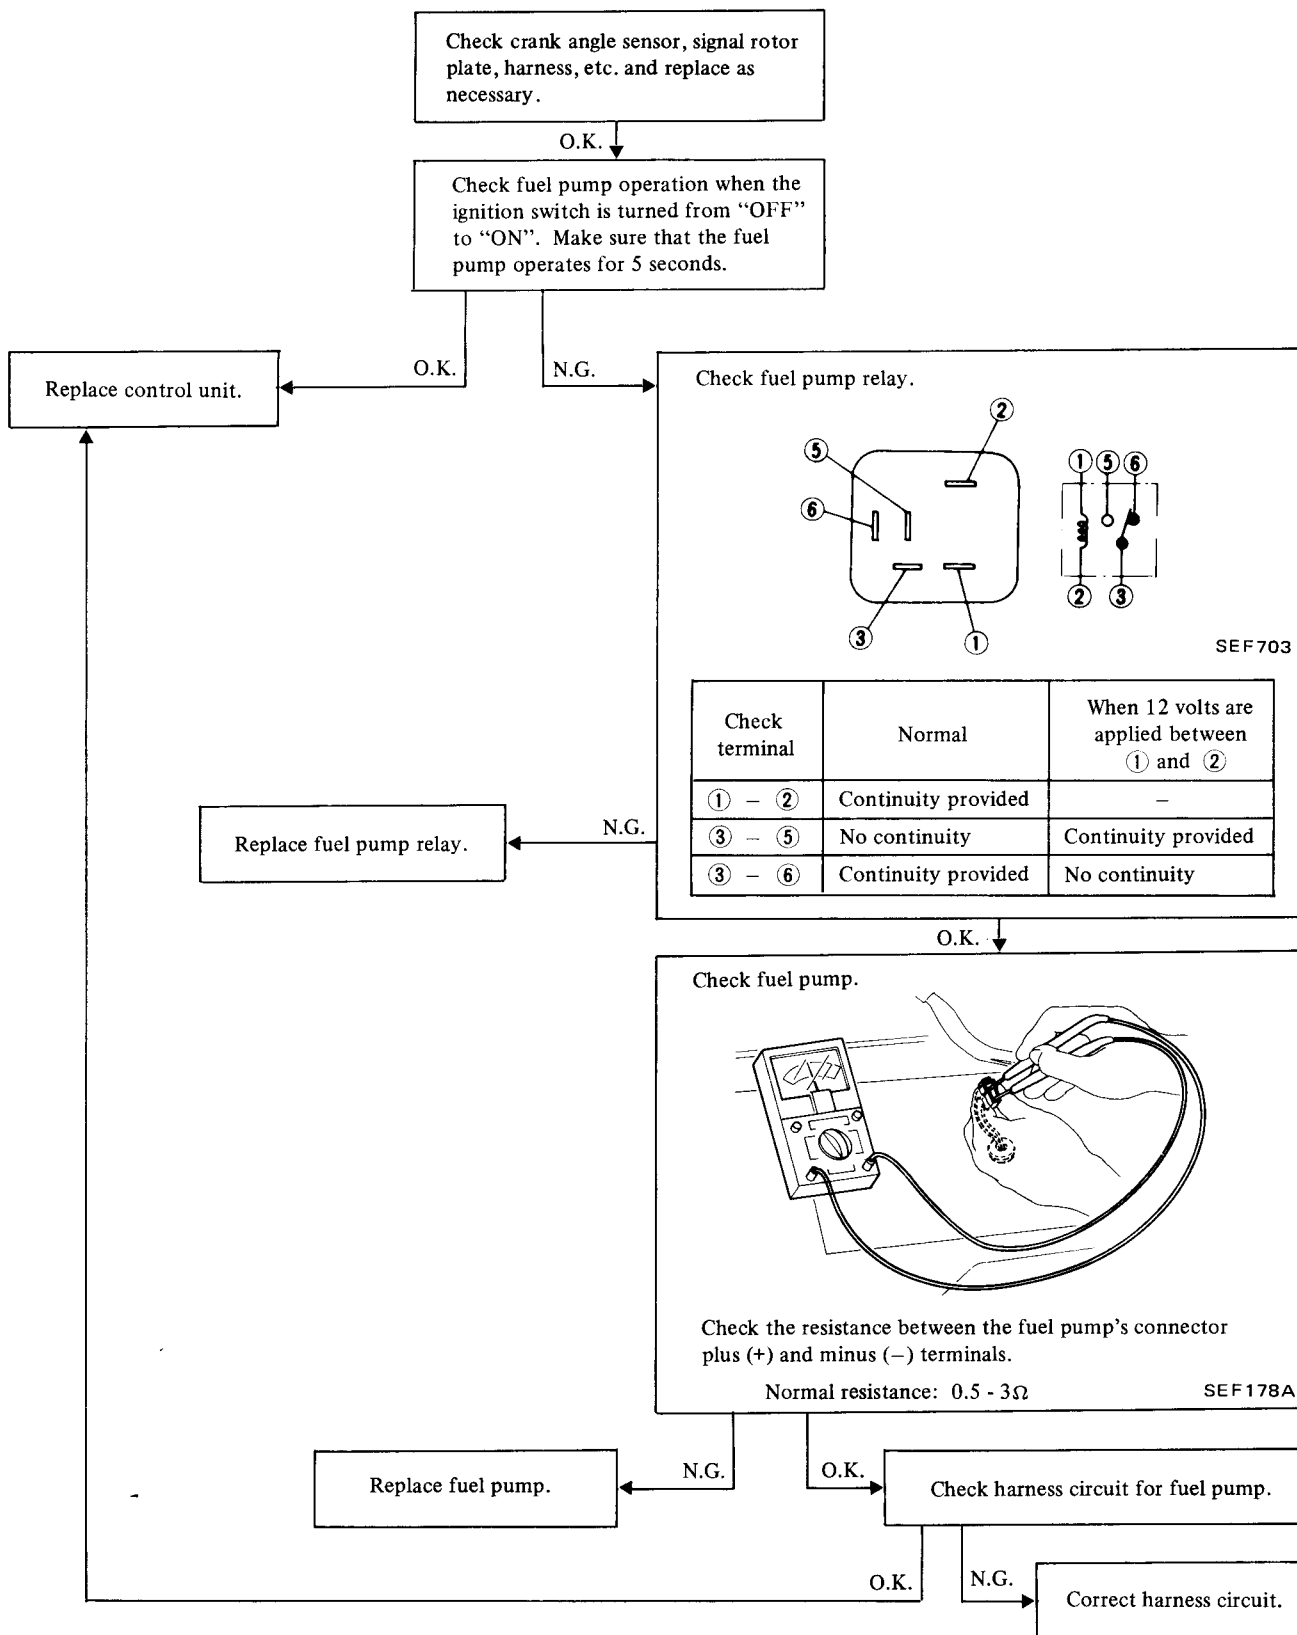 Check crank angle sensor, signal rotor
plate, harness, etc. and replace as
necessary.
O.K.
Check fuel pump operation when the
ignition switch is turned from “OFF”
to “ON”. Make sure that the fuel
pump operates for 5 seconds.
O.K.
N.G.
Replace control unit.
Check fuel pump relay.
②
⑤
⑥
③
①
① ⑤ ⑥
② ③
SEF703
Check
terminal
Normal
When 12 volts are
applied between
① and ②
① – ② Continuity provided –
③ – ⑤ No continuity Continuity provided
③ – ⑥ Continuity provided No continuity
N.G.
Replace fuel pump relay.
O.K.
Check fuel pump.
Check the resistance between the fuel pump’s connector
plus (+) and minus (–) terminals.
Normal resistance: 0.5 - 3Ω
SEF178A
N.G.
O.K.
Replace fuel pump.
Check harness circuit for fuel pump.
O.K.
N.G.
Correct harness circuit.